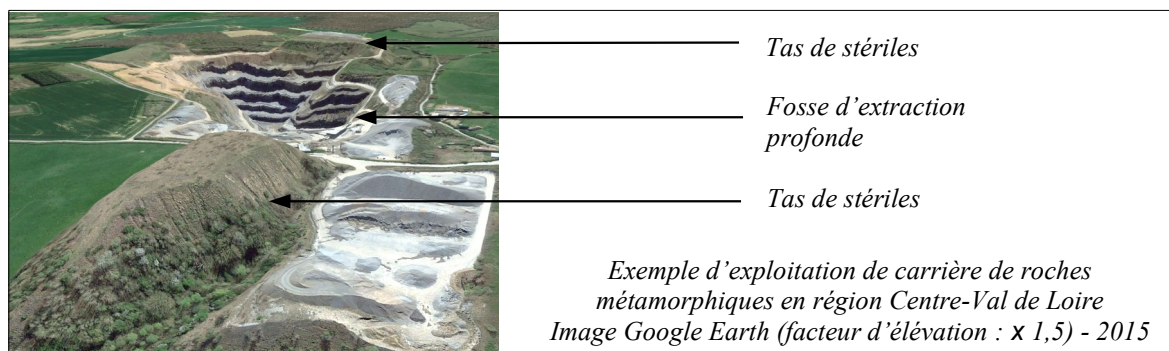 Tas de stériles
Fosse d’extraction
profonde
Tas de stériles
Exemple d’exploitation de carrière de roches
métamorphiques en région Centre-Val de Loire
Image Google Earth (facteur d’élévation : x 1,5) - 2015